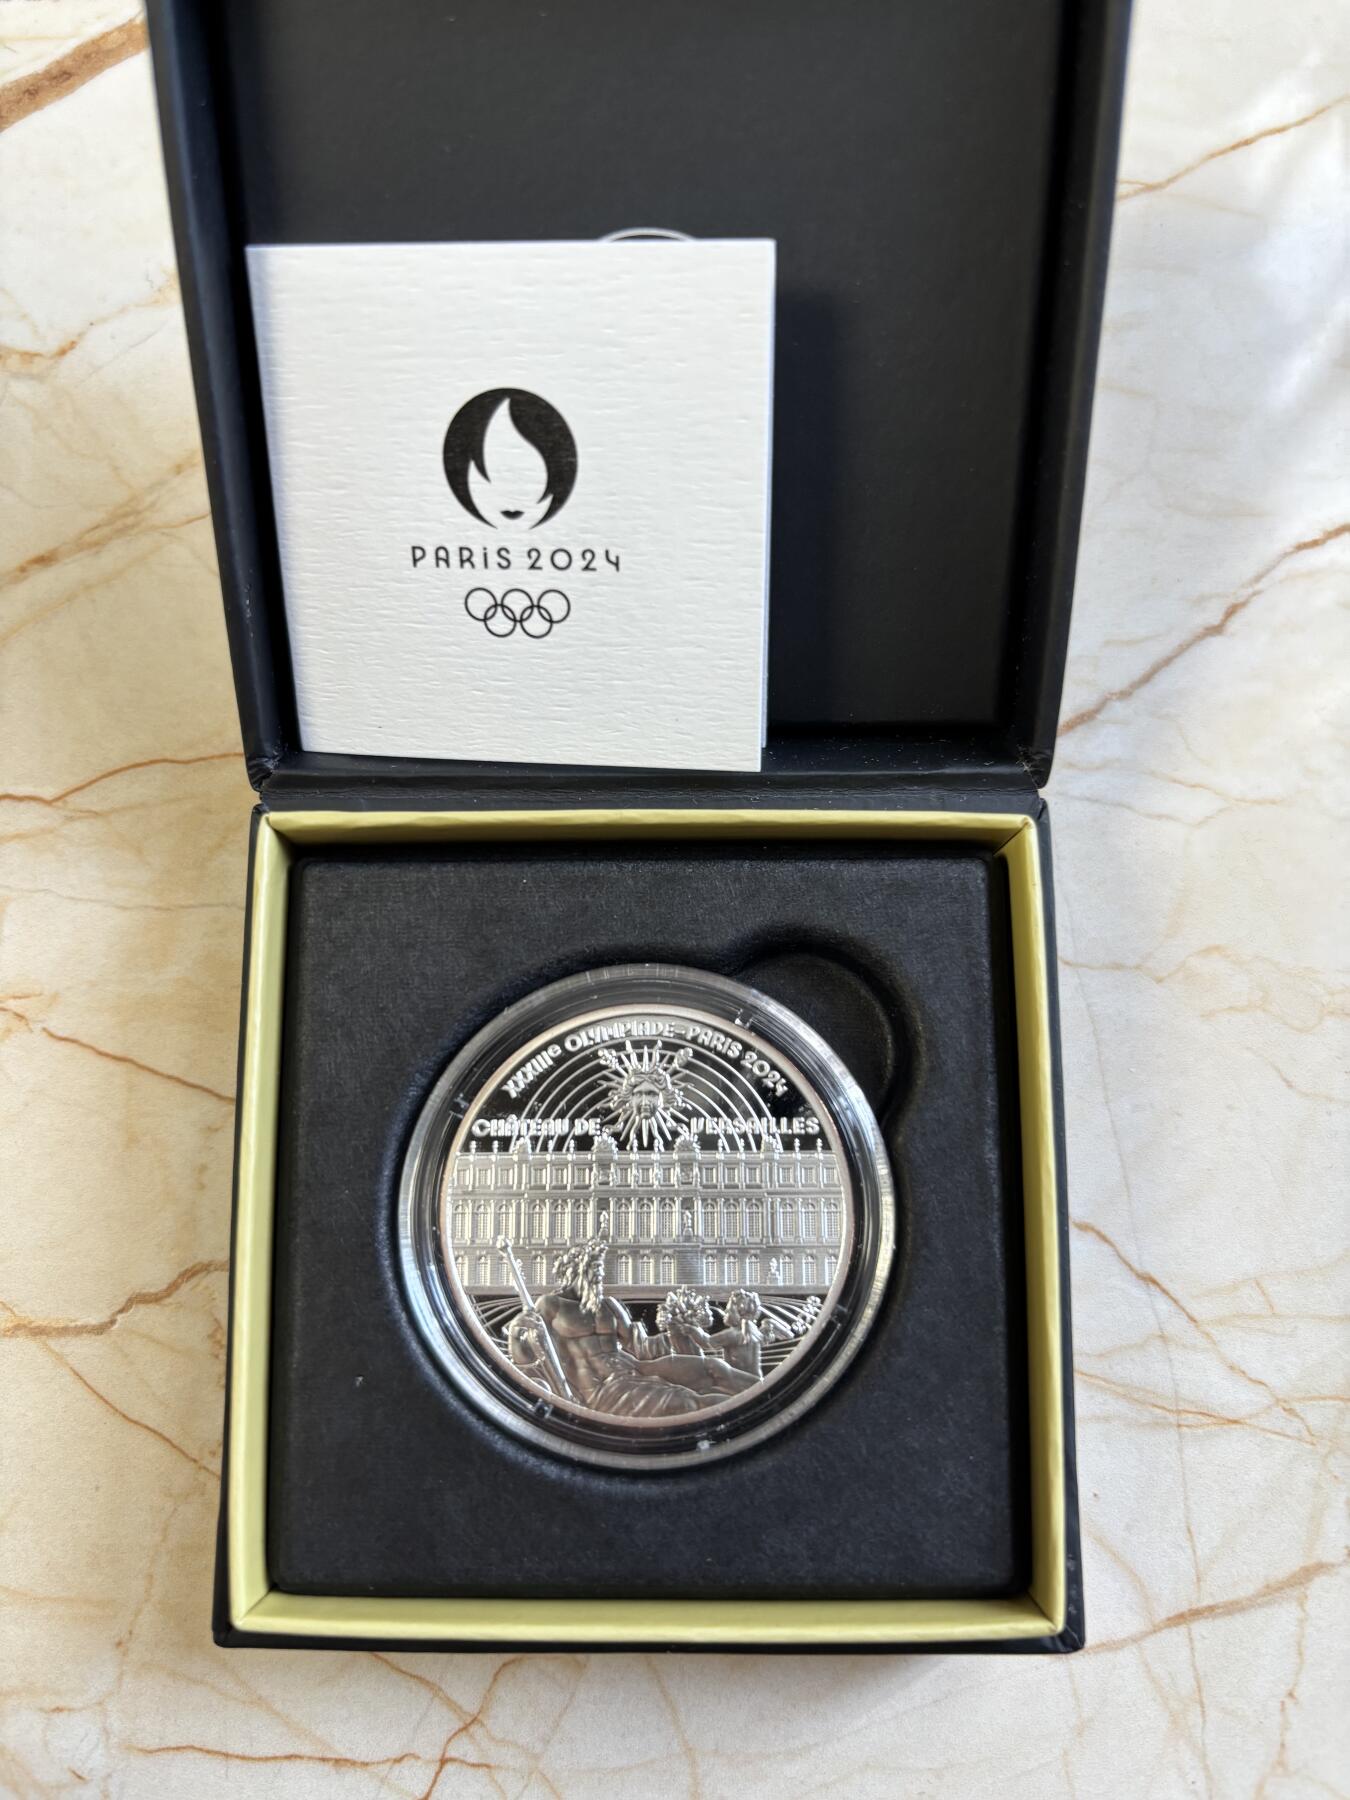 PARiS 2024
XXXIIIe OLYMPIADE-PARIS 2024
CHÂTEAU DE VERSAILLES